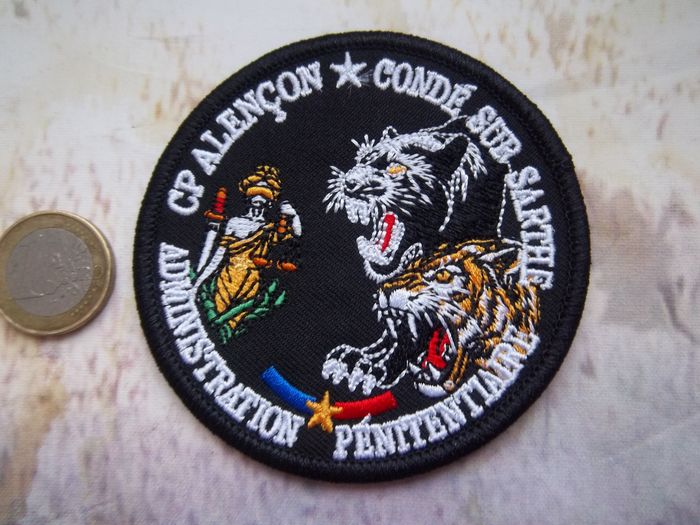 CP ALENÇON ★ CONDÉ SUR SARTHE
ADMINISTRATION PÉNITENTIAIRE